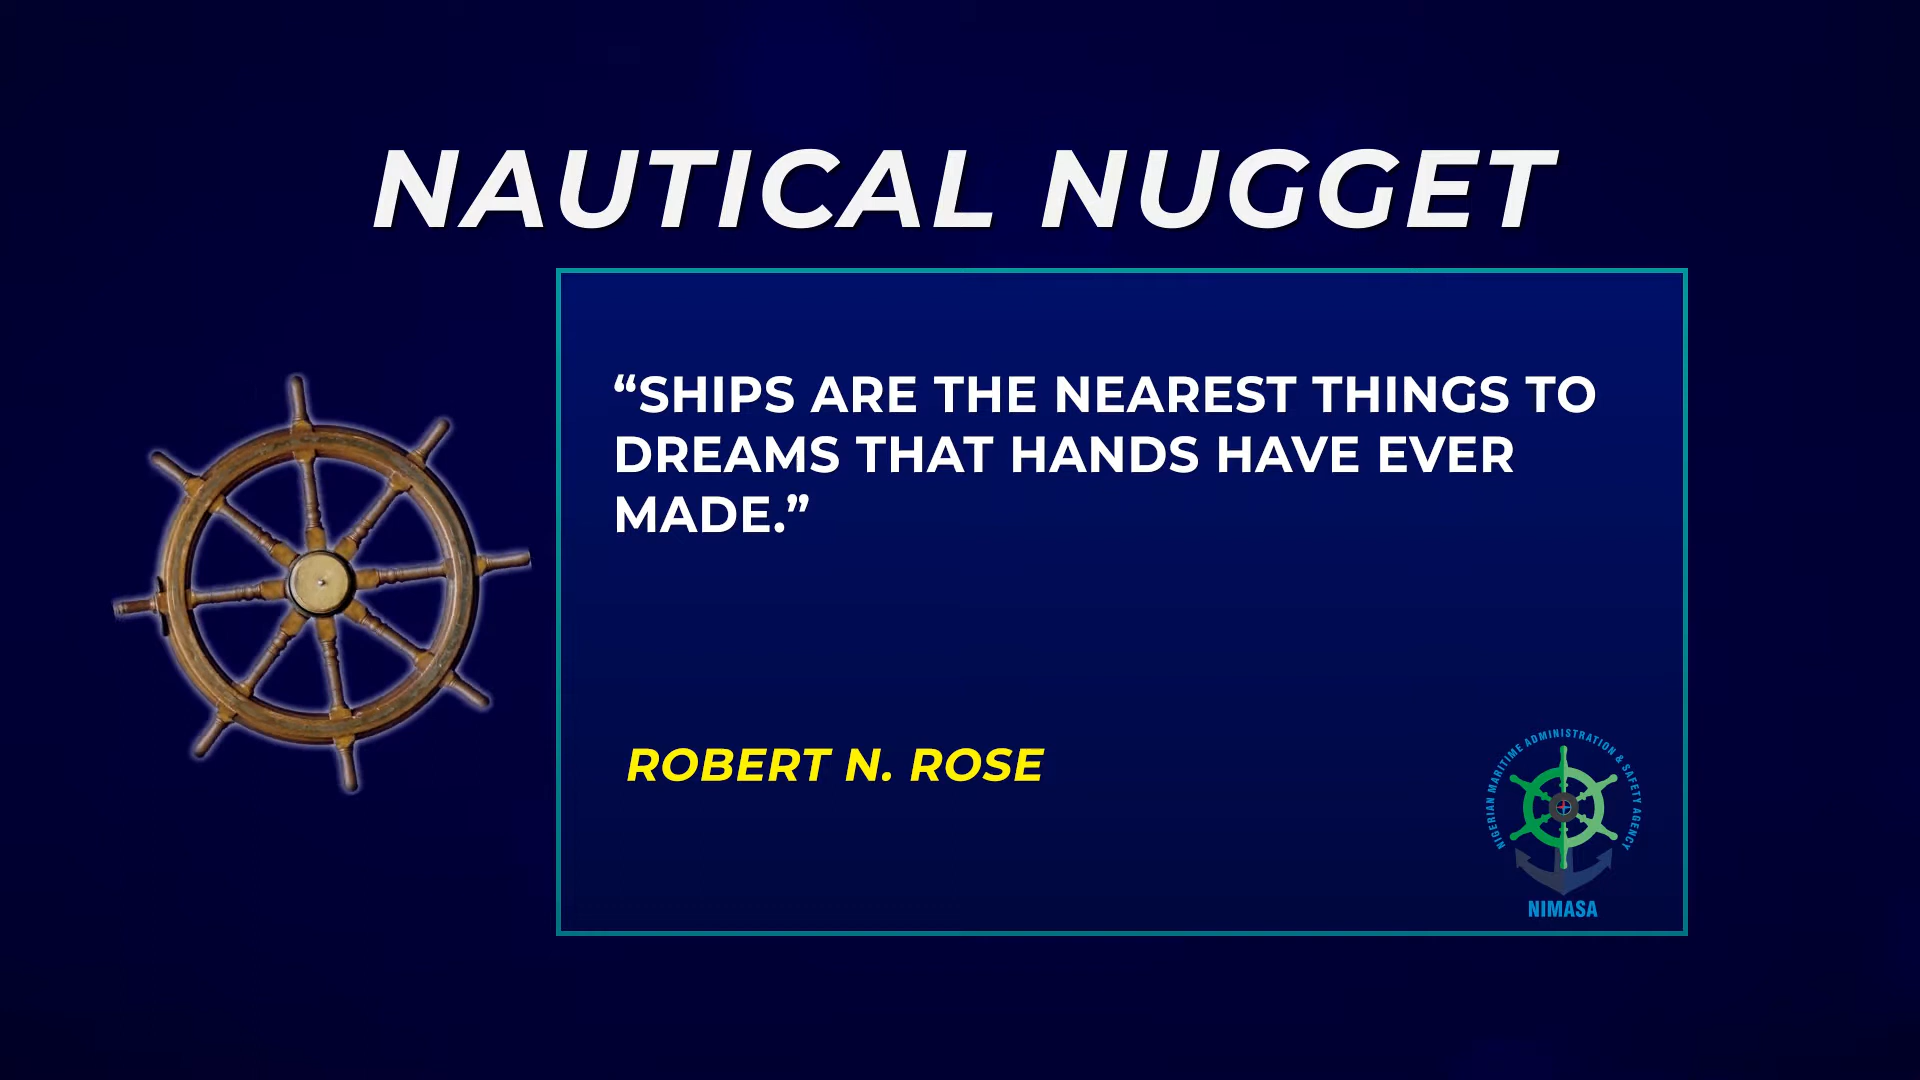 NAUTICAL NUGGET
“SHIPS ARE THE NEAREST THINGS TO
DREAMS THAT HANDS HAVE EVER
MADE.”
ROBERT N. ROSE
NIGERIAN MARITIME ADMINISTRATION & SAFETY AGENCY
NIMASA